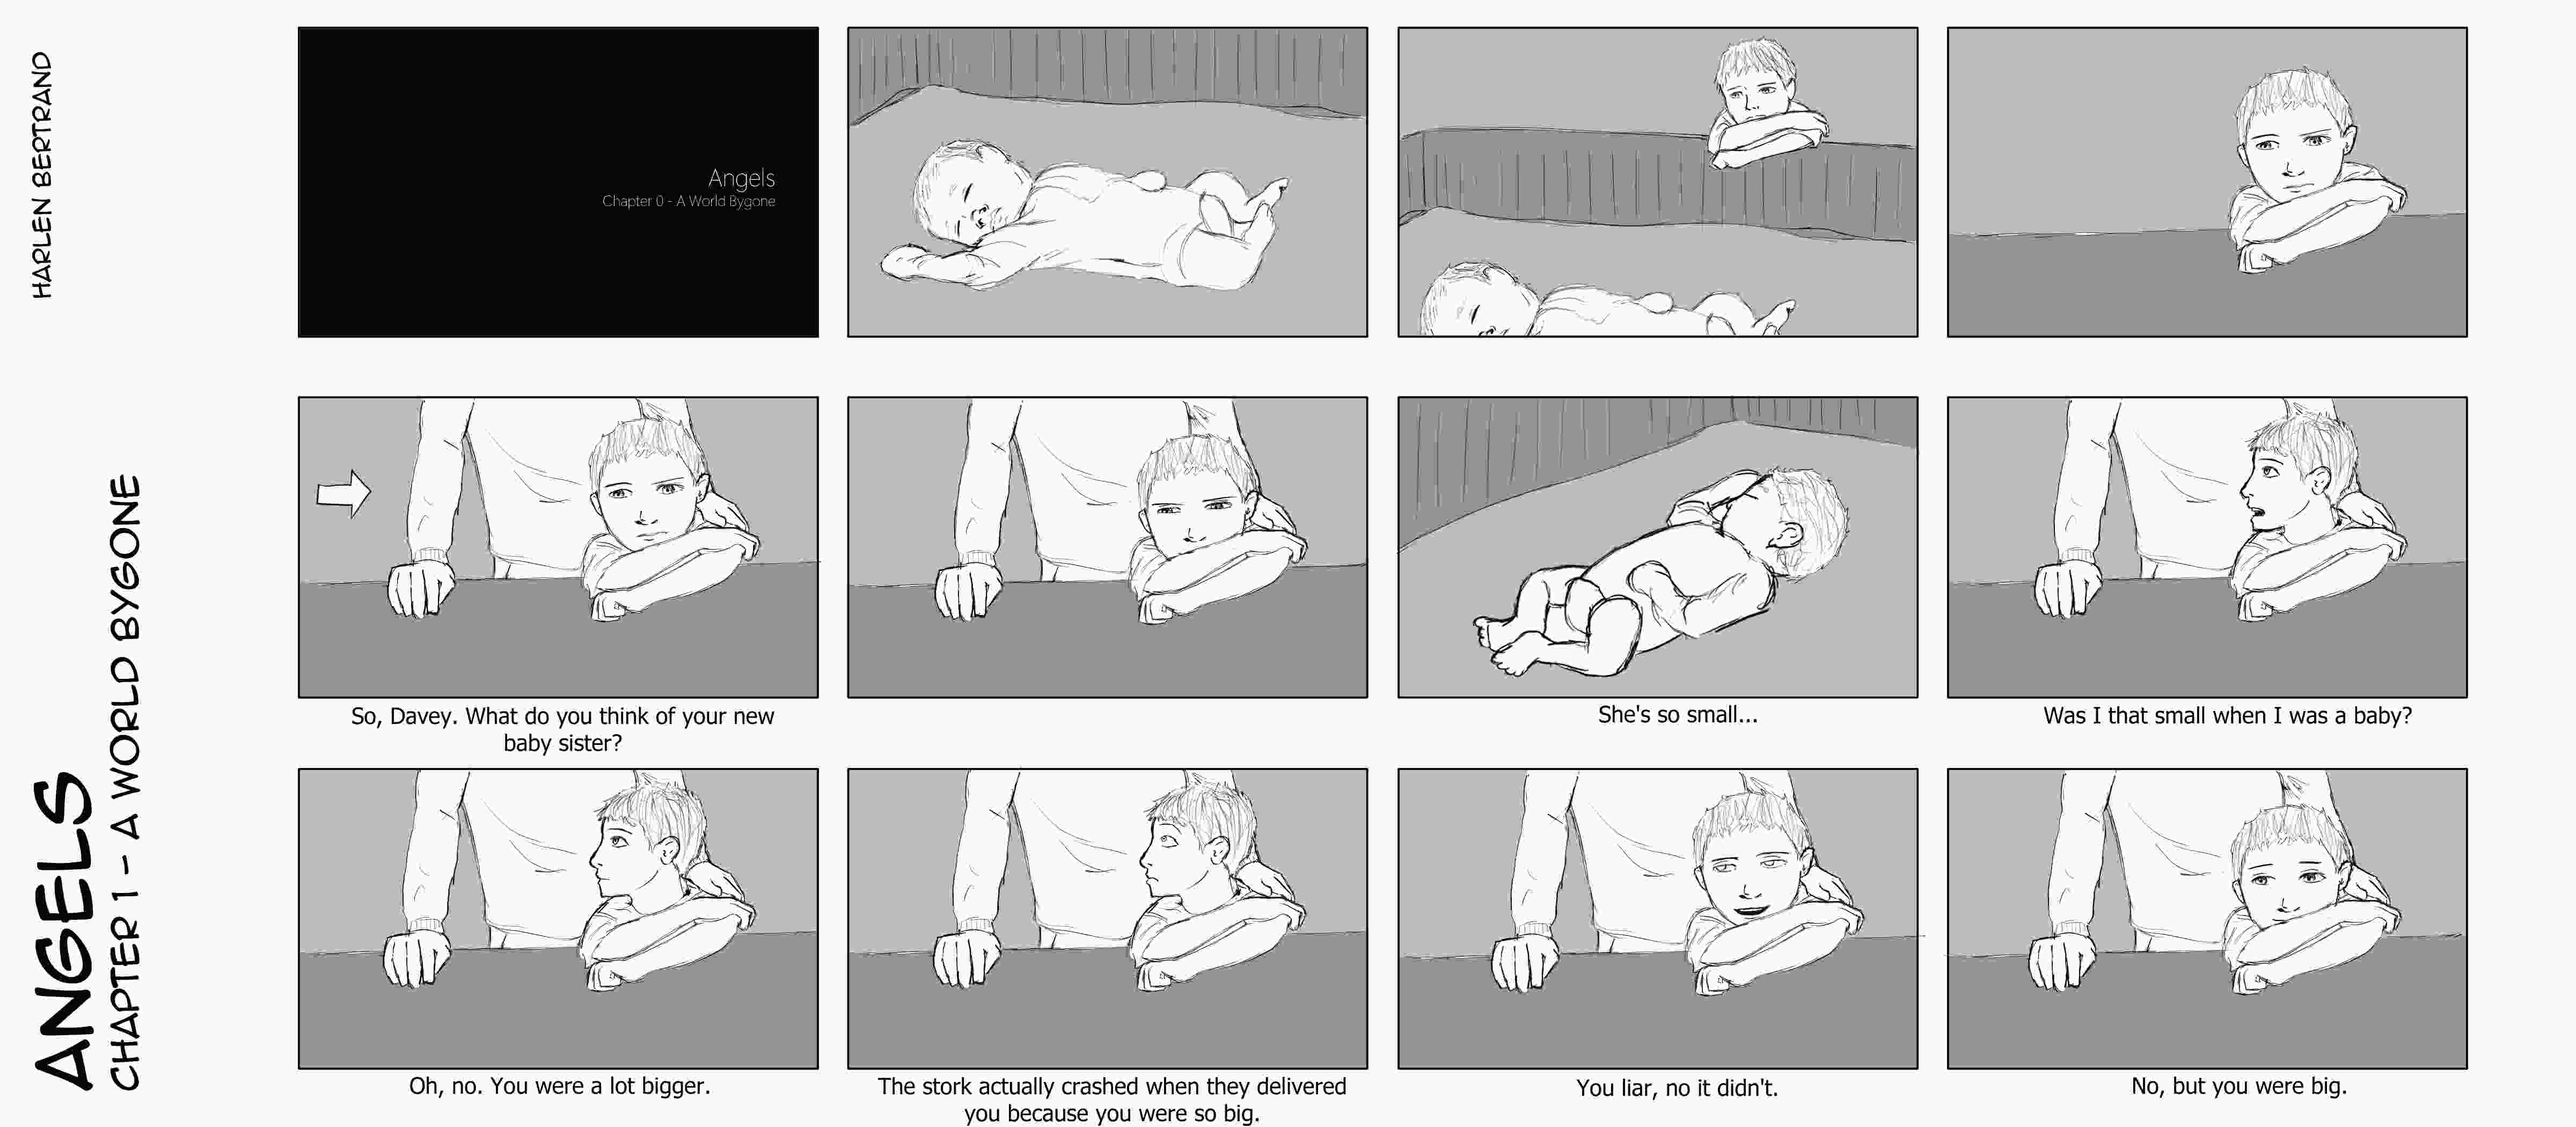 HARLEN BERTRAND
ANGELS
CHAPTER 1 - A WORLD BYGONE
Angels
Chapter 0 - A World Bygone
So, Davey. What do you think of your new
baby sister?
She's so small...
Was I that small when I was a baby?
Oh, no. You were a lot bigger.
The stork actually crashed when they delivered
you because you were so big.
You liar, no it didn't.
No, but you were big.